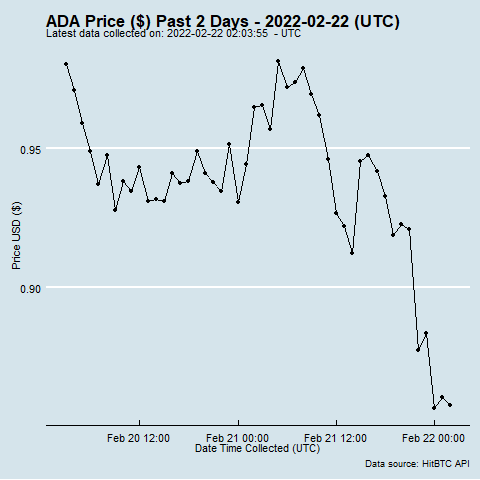 ADA Price ($) Past 2 Days - 2022-02-22 (UTC)
Latest data collected on: 2022-02-22 02:03:55  - UTC
Price USD ($)
0.95
0.90
Feb 20 12:00
Feb 21 00:00
Feb 21 12:00
Feb 22 00:00
Date Time Collected (UTC)
Data source: HitBTC API